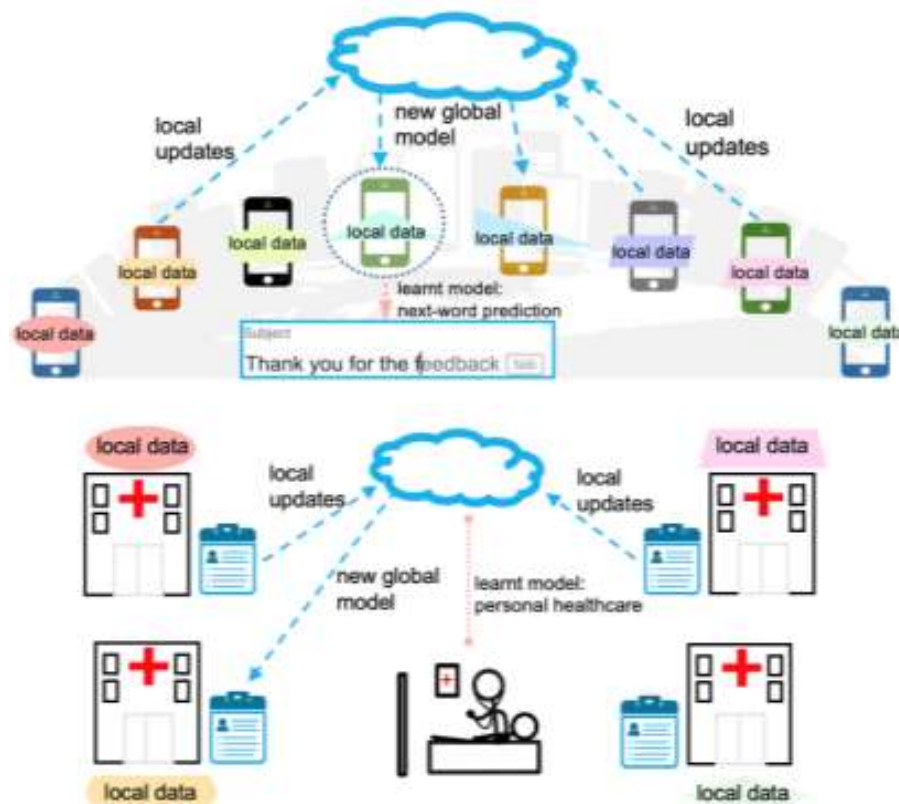 local
updates
new global
model
local
updates
local data
local data
local data
local data
local data
local data
local data
local data
learnt model:
next-word prediction
Subject
Thank you for the feedback
local data
local data
local
updates
local
updates
new global
model
learnt model:
personal healthcare
local data
local data